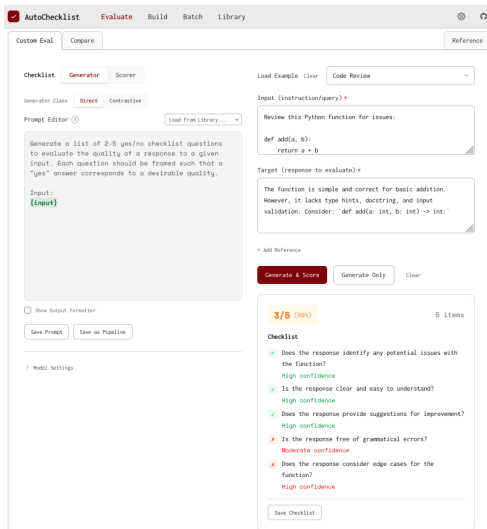 AutoChecklist Evaluate Build Batch Library
Custom Eval Compare Reference
Checklist Generator Scorer
Generator Class Direct Contrastive
Prompt Editor ? Load from Library...
Generate a list of 2-5 yes/no checklist questions
to evaluate the quality of a response to a given
input. Each question should be framed such that a
"yes" answer corresponds to a desirable quality.
Input:
{input}
Show Output Formatter
Save Prompt Save as Pipeline
> Model Settings
Load Example Clear Code Review
Input (instruction/query) *
Review this Python function for issues:
def add(a, b):
return a + b
Target (response to evaluate) *
The function is simple and correct for basic addition.
However, it lacks type hints, docstring, and input
validation. Consider: `def add(a: int, b: int) -> int:`
+ Add Reference
Generate & Score Generate Only Clear
3/5 (60%) 5 items
Checklist
✓ Does the response identify any potential issues with
the function?
High confidence
✓ Is the response clear and easy to understand?
High confidence
✓ Does the response provide suggestions for improvement?
High confidence
✗ Is the response free of grammatical errors?
Moderate confidence
✗ Does the response consider edge cases for the
function?
High confidence
Save Checklist